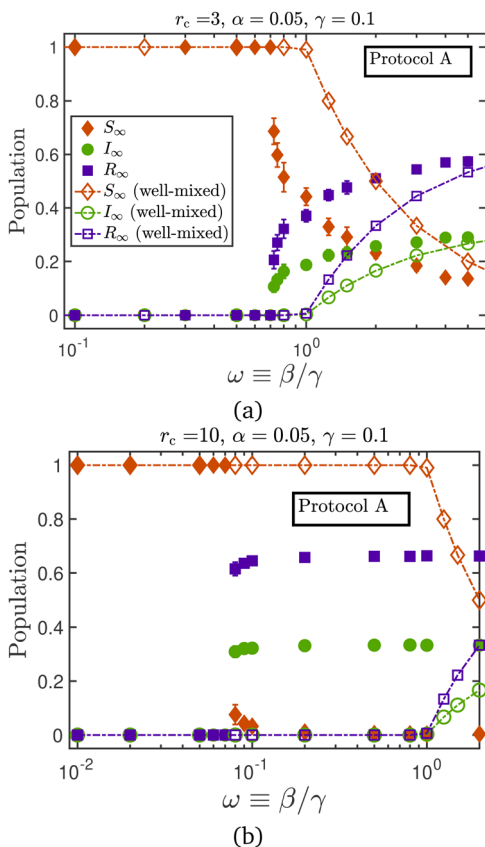 r_c =3, α = 0.05, γ = 0.1
Protocol A
1
0.8
0.6
0.4
0.2
0
Population
S_∞
I_∞
R_∞
S_∞ (well-mixed)
I_∞ (well-mixed)
R_∞ (well-mixed)
10^-1
10^0
ω ≡ β/γ
(a)
r_c =10, α = 0.05, γ = 0.1
Protocol A
1
0.8
0.6
0.4
0.2
0
Population
10^-2
10^-1
10^0
ω ≡ β/γ
(b)